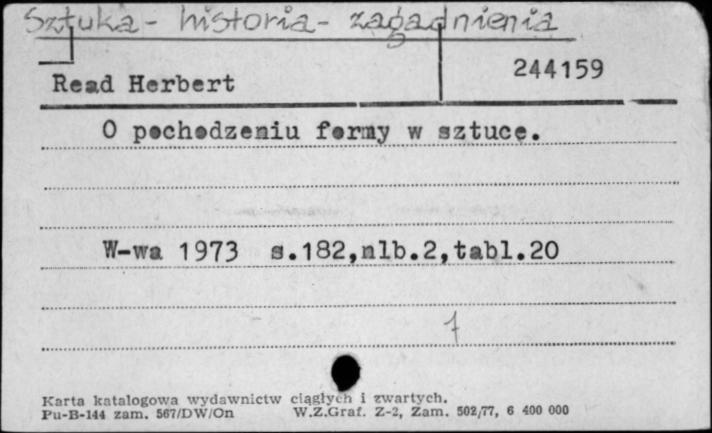 Sztuka - historia - zagadnienia
244159
Read Herbert
O pochodzeniu formy w sztuce.
W-wa 1973 s.182,nlb.2,tabl.20
7
Karta katalogowa wydawnictw ciągłych i zwartych.
Pu-B-144 zam. 567/DW/On W.Z.Graf. Z-2, Zam. 502/77, 6 400 000